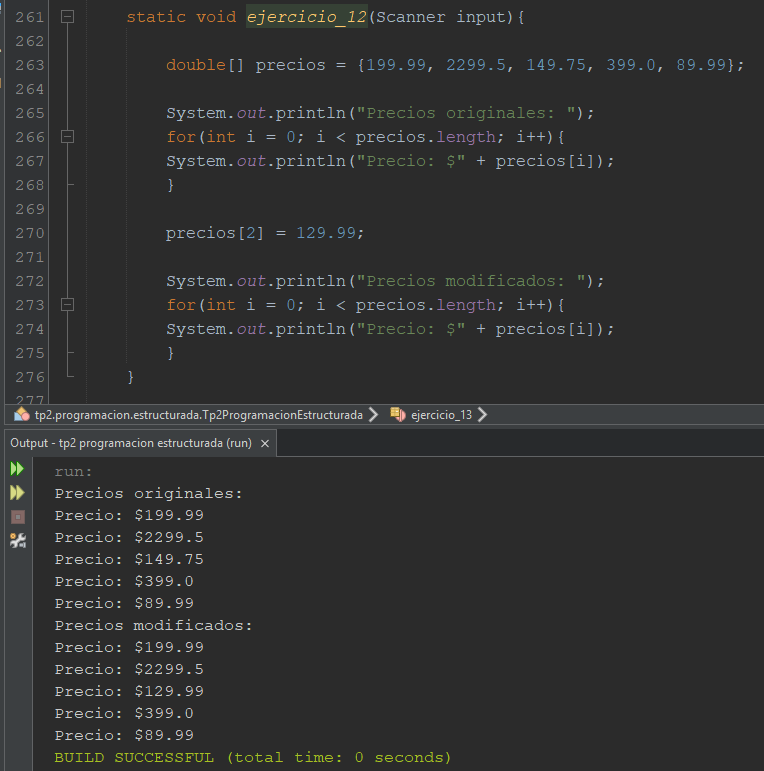 261 static void ejercicio_12(Scanner input){
262
263 double[] precios = {199.99, 2299.5, 149.75, 399.0, 89.99};
264
265 System.out.println("Precios originales: ");
266 for(int i = 0; i < precios.length; i++){
267 System.out.println("Precio: $" + precios[i]);
268 }
269
270 precios[2] = 129.99;
271
272 System.out.println("Precios modificados: ");
273 for(int i = 0; i < precios.length; i++){
274 System.out.println("Precio: $" + precios[i]);
275 }
276 }
277
tp2.programacion.estructurada.Tp2ProgramacionEstructurada ejercicio_13
Output - tp2 programacion estructurada (run) ×
run:
Precios originales:
Precio: $199.99
Precio: $2299.5
Precio: $149.75
Precio: $399.0
Precio: $89.99
Precios modificados:
Precio: $199.99
Precio: $2299.5
Precio: $129.99
Precio: $399.0
Precio: $89.99
BUILD SUCCESSFUL (total time: 0 seconds)